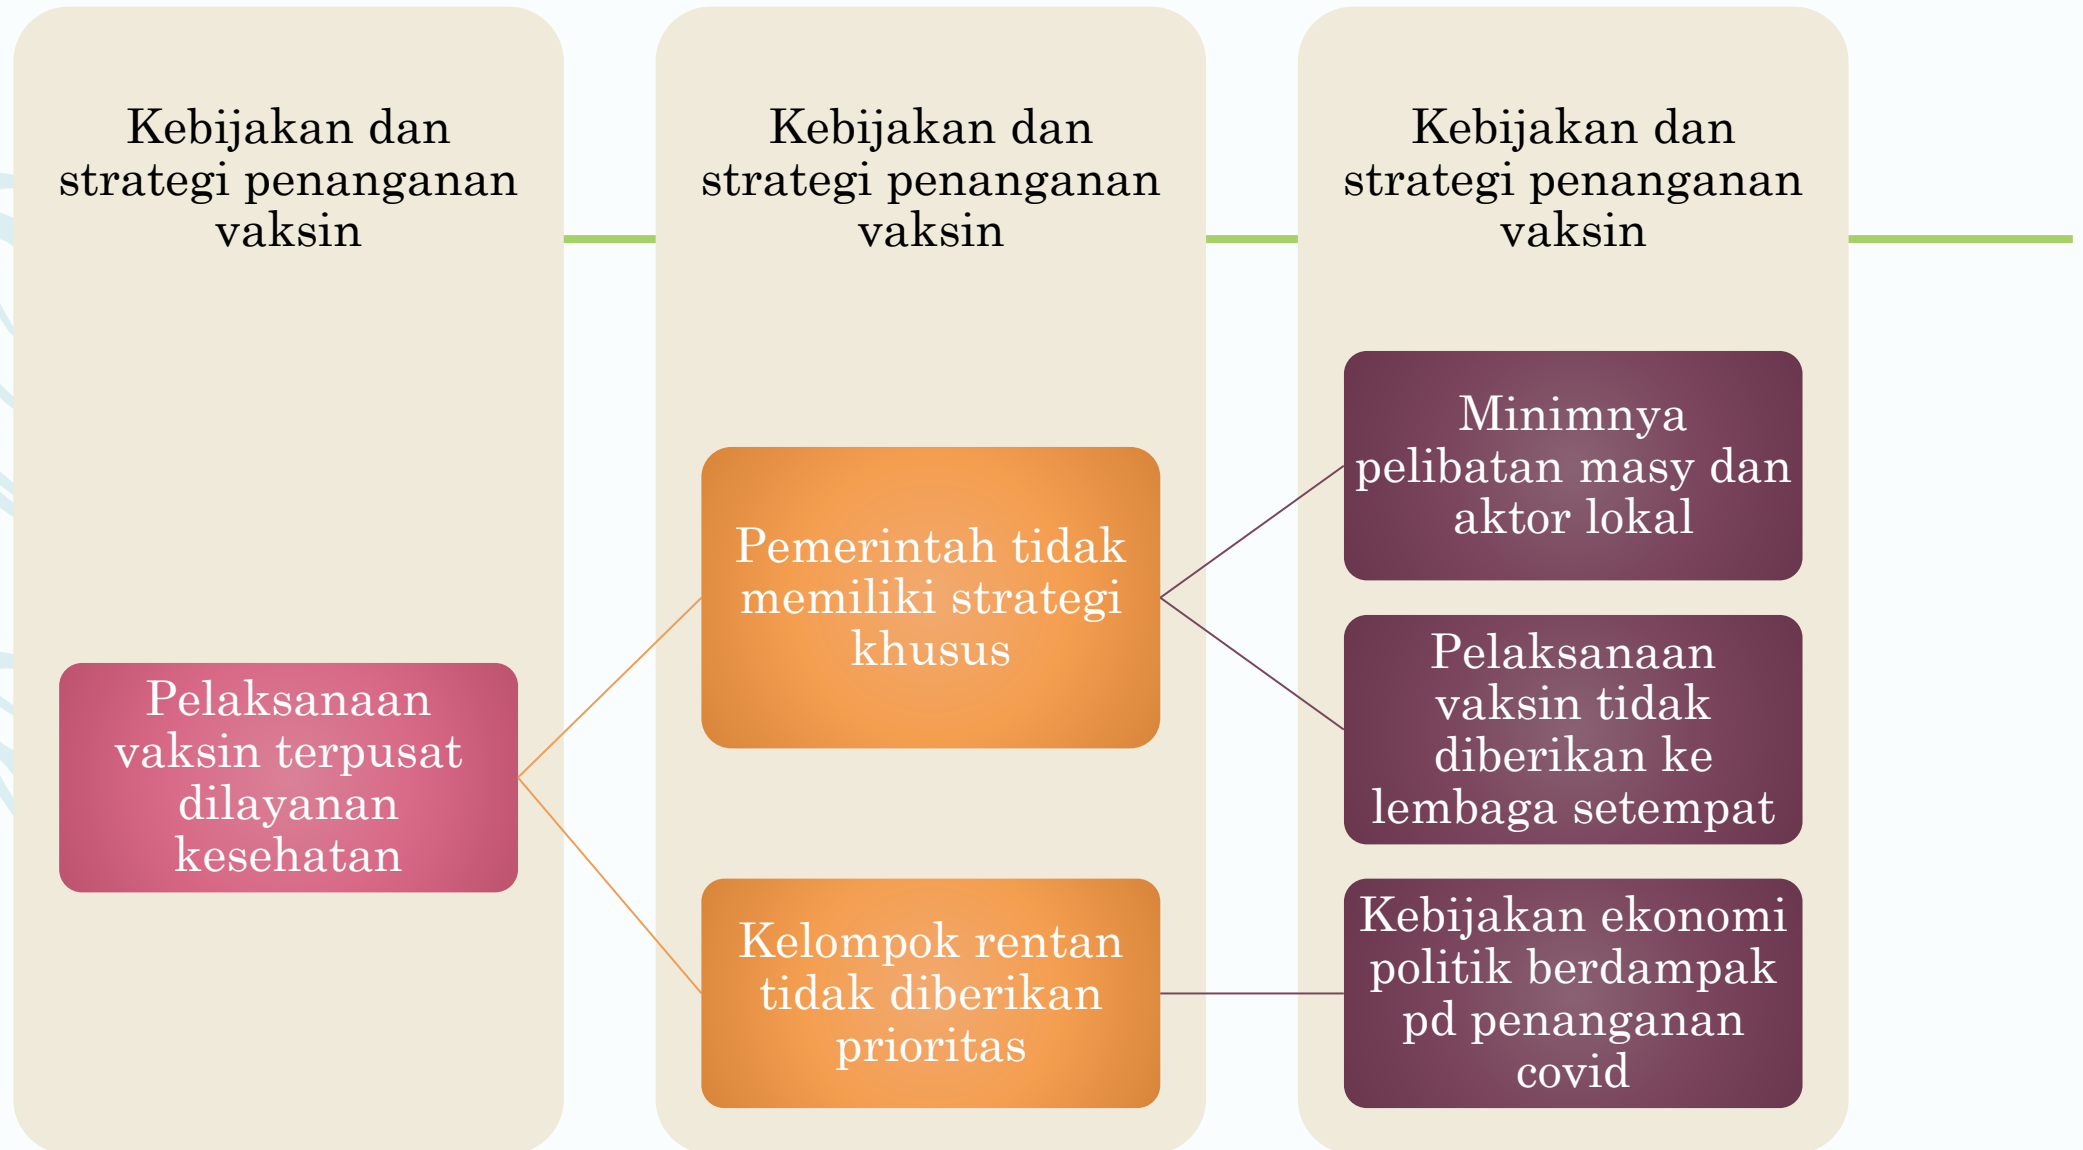 Kebijakan dan
strategi penanganan
vaksin
Kebijakan dan
strategi penanganan
vaksin
Kebijakan dan
strategi penanganan
vaksin
Pelaksanaan
vaksin terpusat
dilayanan
kesehatan
Pemerintah tidak
memiliki strategi
khusus
Kelompok rentan
tidak diberikan
prioritas
Minimnya
pelibatan masy dan
aktor lokal
Pelaksanaan
vaksin tidak
diberikan ke
lembaga setempat
Kebijakan ekonomi
politik berdampak
pd penanganan
covid